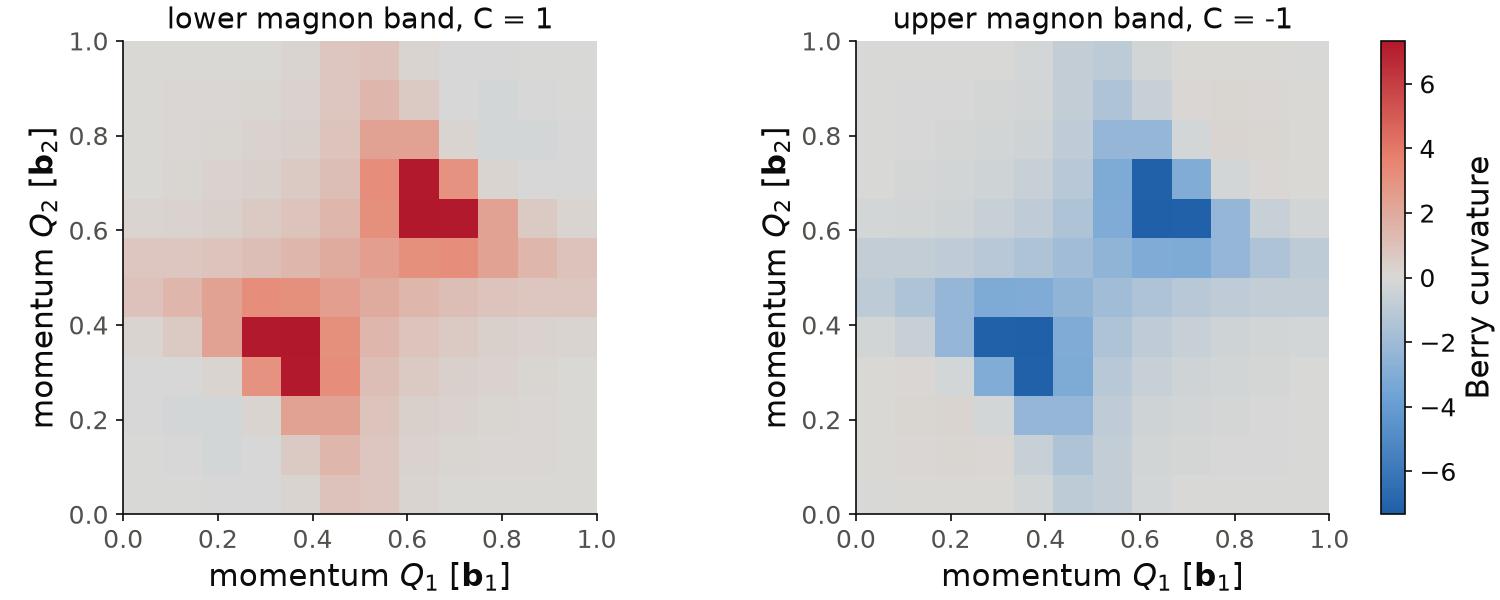 lower magnon band, C = 1
1.0
0.8
0.6
0.4
0.2
0.0
momentum Q₂ [b₂]
0.0 0.2 0.4 0.6 0.8 1.0
momentum Q₁ [b₁]
upper magnon band, C = -1
1.0
0.8
0.6
0.4
0.2
0.0
momentum Q₂ [b₂]
0.0 0.2 0.4 0.6 0.8 1.0
momentum Q₁ [b₁]
6
4
2
0
−2
−4
−6
Berry curvature